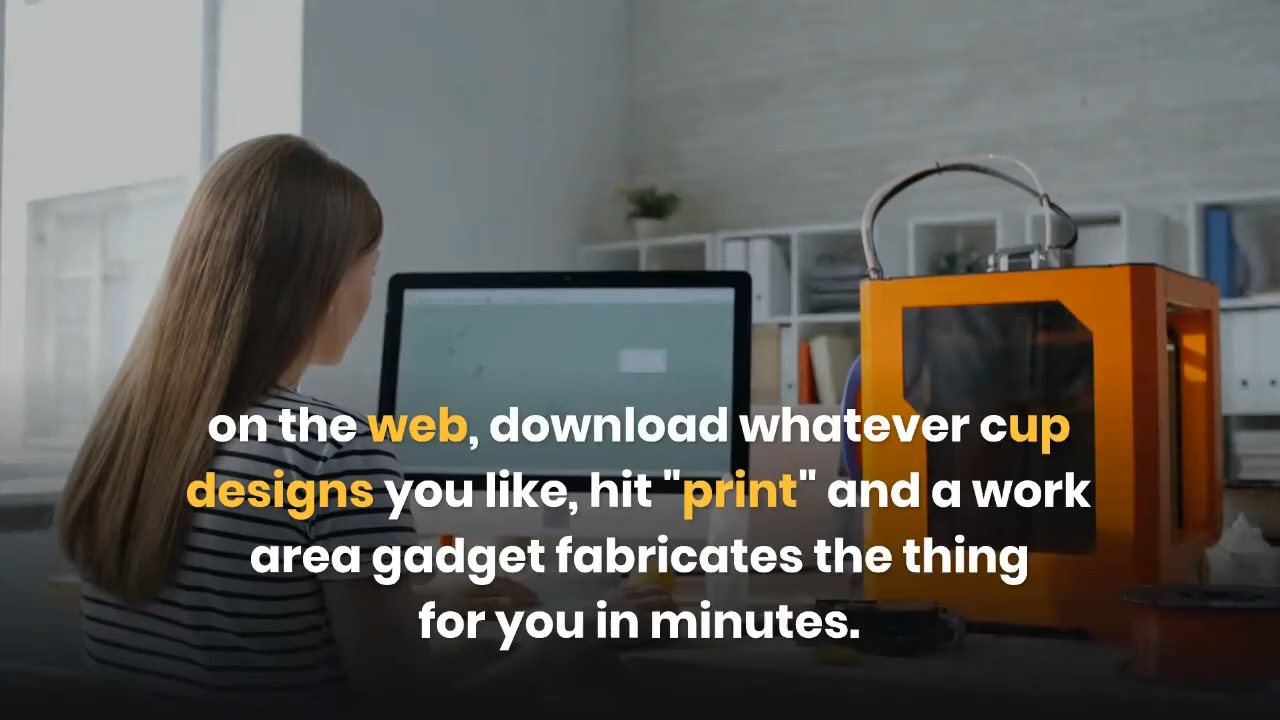 on the web, download whatever cup
designs you like, hit "print" and a work
area gadget fabricates the thing
for you in minutes.